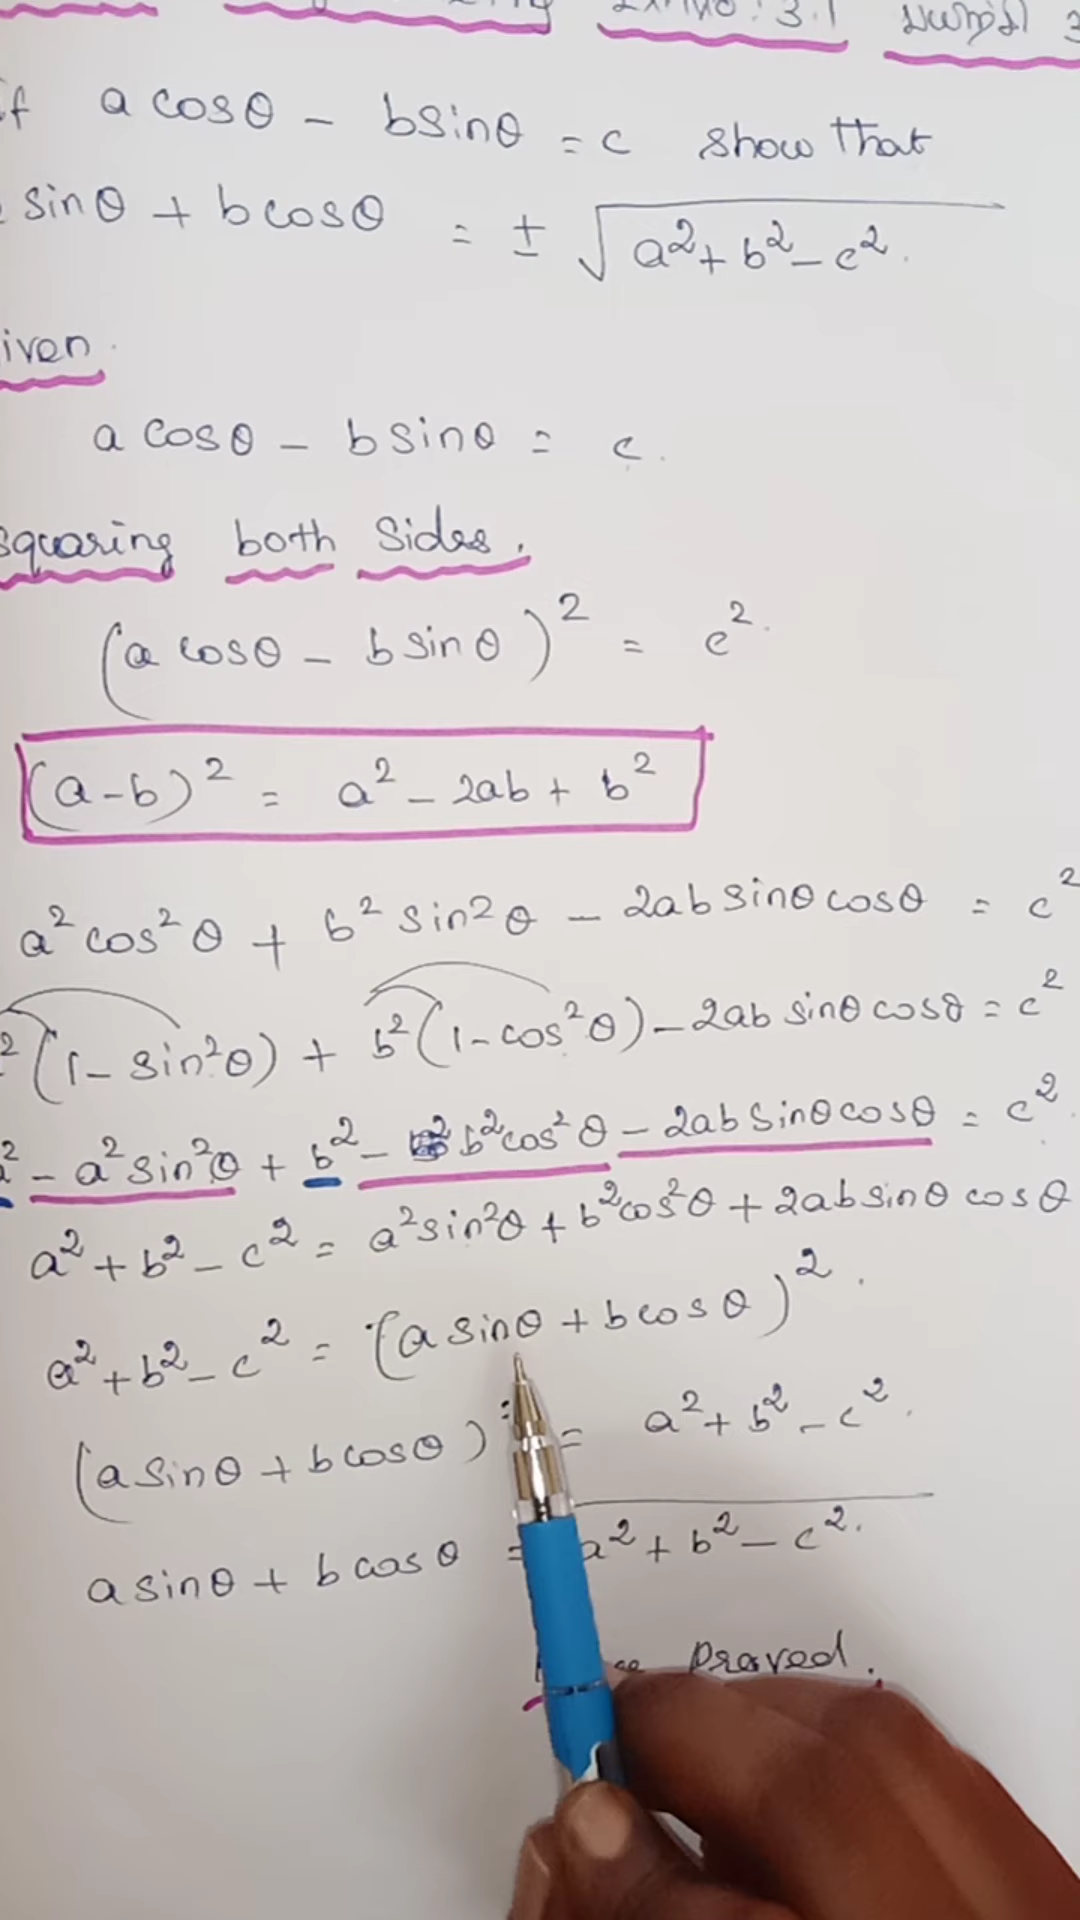 3.1
if a cosθ - bsinθ = c show that
sinθ + b cosθ = ± √a²+b²-c².
iven.
a cosθ - b sinθ = c.
squaring both sides.
(a cosθ - b sinθ)² = c².
(a-b)² = a² - 2ab + b²
a² cos²θ + b² sin²θ - 2ab sinθ cosθ = c²
²(1- sin²θ) + b²(1- cos²θ) - 2ab sinθ cosθ = c²
² - a² sin²θ + b² - b² cos²θ - 2ab sinθ cosθ = c²
a² + b² - c² = a² sin²θ + b² cos²θ + 2ab sinθ cosθ
a² + b² - c² = (a sinθ + b cosθ)².
(a sinθ + b cosθ) = a² + b² - c².
a sinθ + b cosθ = a² + b² - c².
Proved.